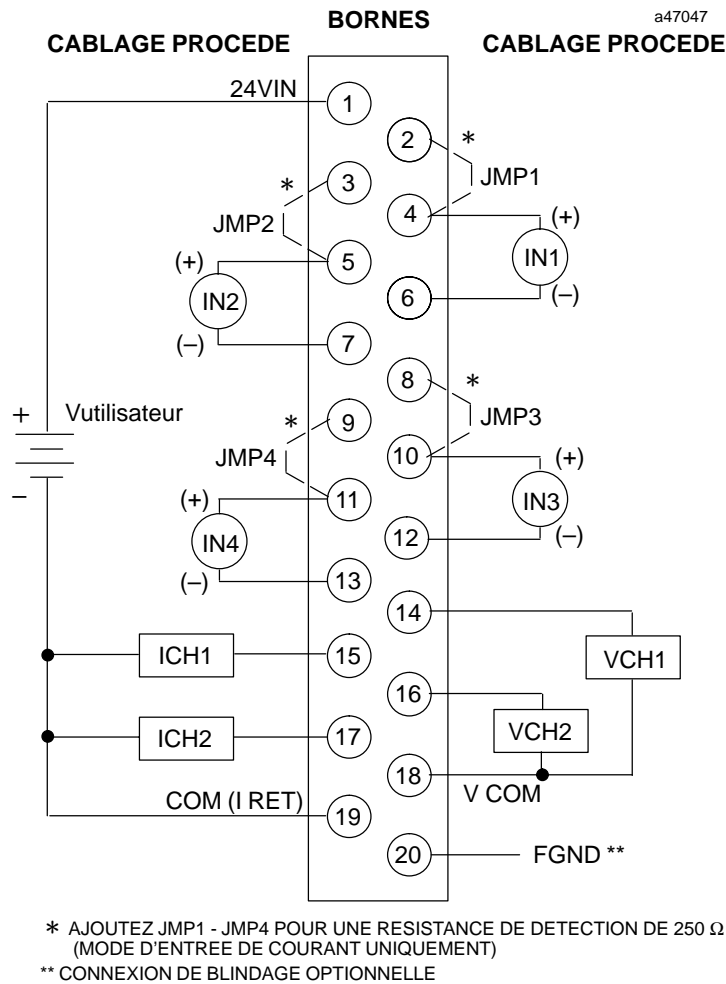 a47047
BORNES
CABLAGE PROCEDE
CABLAGE PROCEDE
24VIN
1
2
*
3
*
JMP1
4
JMP2
(+)
5
(+)
IN1
IN2
6
(–)
(–)
7
8
*
+
Vutilisateur
*
9
JMP3
JMP4
10
(+)
–
(+)
11
IN3
IN4
12
(–)
(–)
13
14
ICH1
15
VCH1
16
ICH2
17
VCH2
18
V COM
COM (I RET)
19
20
FGND **
* AJOUTEZ JMP1 - JMP4 POUR UNE RESISTANCE DE DETECTION DE 250 Ω
(MODE D'ENTREE DE COURANT UNIQUEMENT)
** CONNEXION DE BLINDAGE OPTIONNELLE